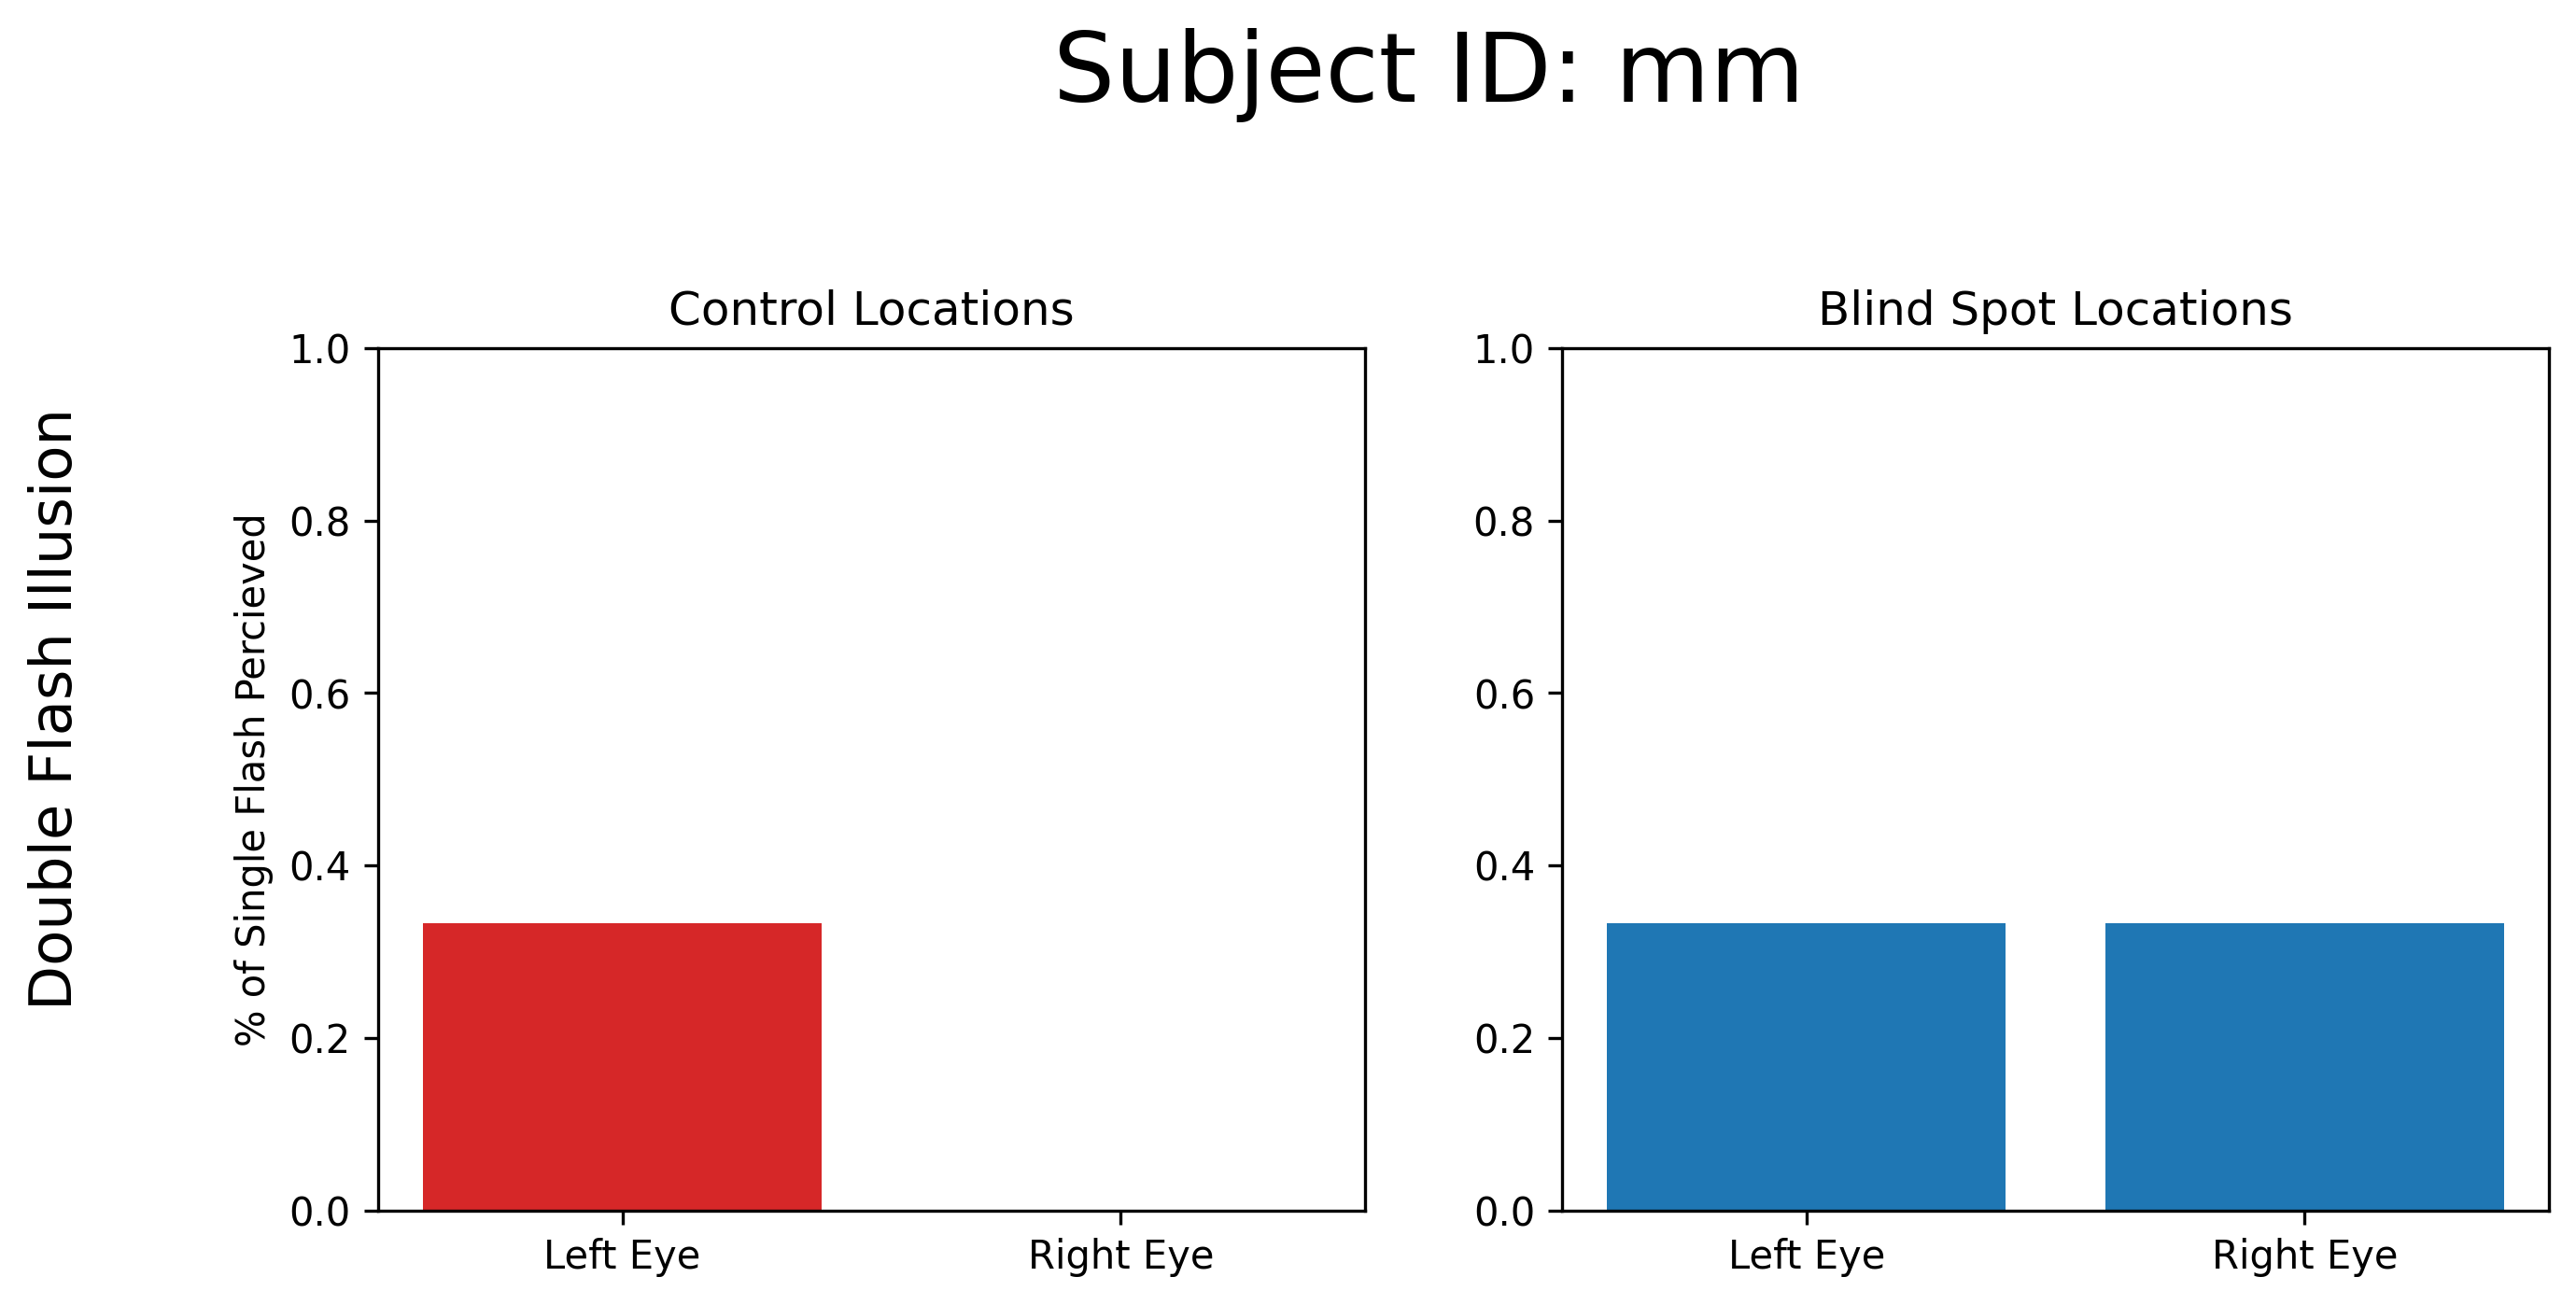 Subject ID: mm
Double Flash Illusion
Control Locations
% of Single Flash Percieved
1.0
0.8
0.6
0.4
0.2
0.0
Left Eye Right Eye
Blind Spot Locations
1.0
0.8
0.6
0.4
0.2
0.0
Left Eye Right Eye